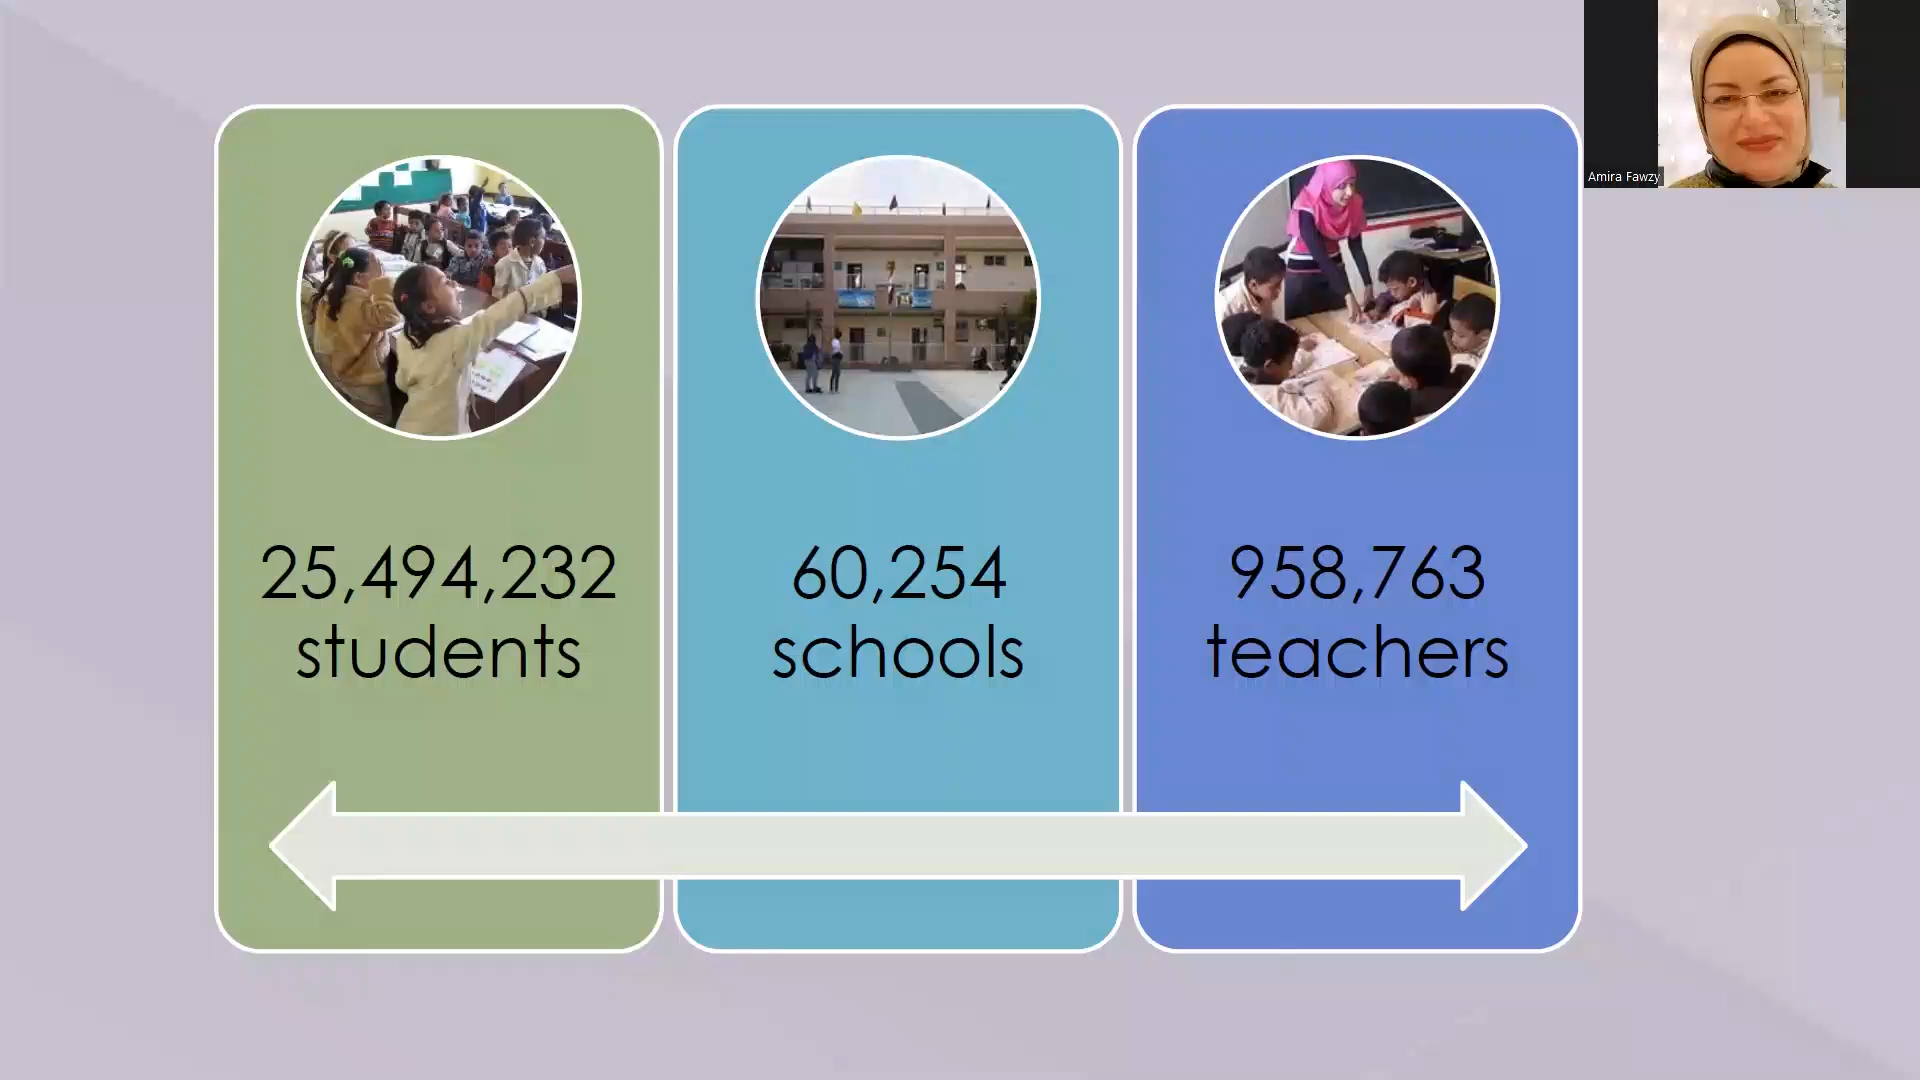 25,494,232
students
60,254
schools
958,763
teachers
Amira Fawzy